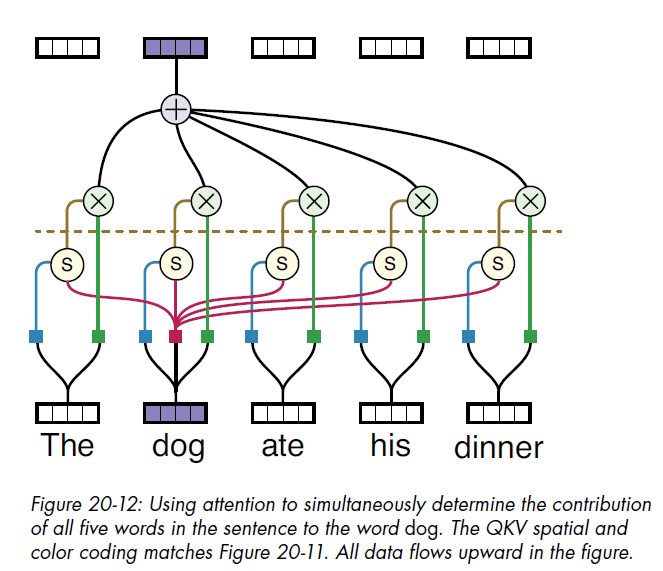 S S S S S
The dog ate his dinner
Figure 20-12: Using attention to simultaneously determine the contribution
of all five words in the sentence to the word dog. The QKV spatial and
color coding matches Figure 20-11. All data flows upward in the figure.